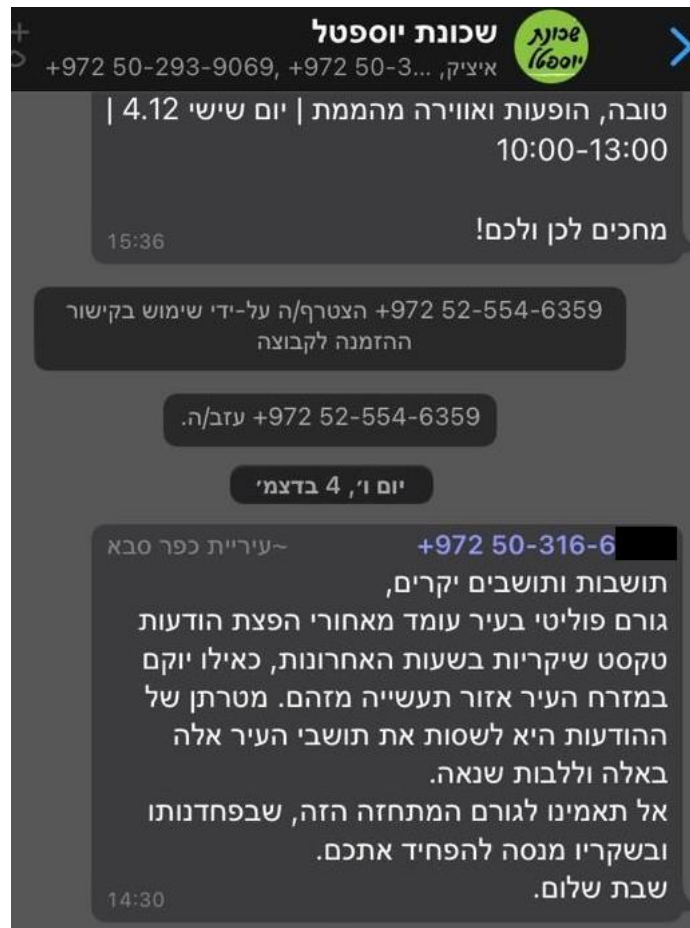 שכונת יוספטל
שכונת
יוספטל
איציק, ‎+972 50-293-9069, +972 50-3...‎
טובה, הופעות ואווירה מהממת | יום שישי 4.12 |
10:00-13:00
מחכים לכן ולכם!
15:36
‎+972 52-554-6359 הצטרף/ה על-ידי שימוש בקישור
ההזמנה לקבוצה
‎+972 52-554-6359 עזב/ה.
יום ו׳, 4 בדצמ׳
‎+972 50-316-6 ~עיריית כפר סבא
תושבות ותושבים יקרים,
גורם פוליטי בעיר עומד מאחורי הפצת הודעות
טקסט שיקריות בשעות האחרונות, כאילו יוקם
במזרח העיר אזור תעשייה מזהם. מטרתן של
ההודעות היא לשסות את תושבי העיר אלה
באלה וללבות שנאה.
אל תאמינו לגורם המתחזה הזה, שבפחדנותו
ובשקריו מנסה להפחיד אתכם.
שבת שלום.
14:30